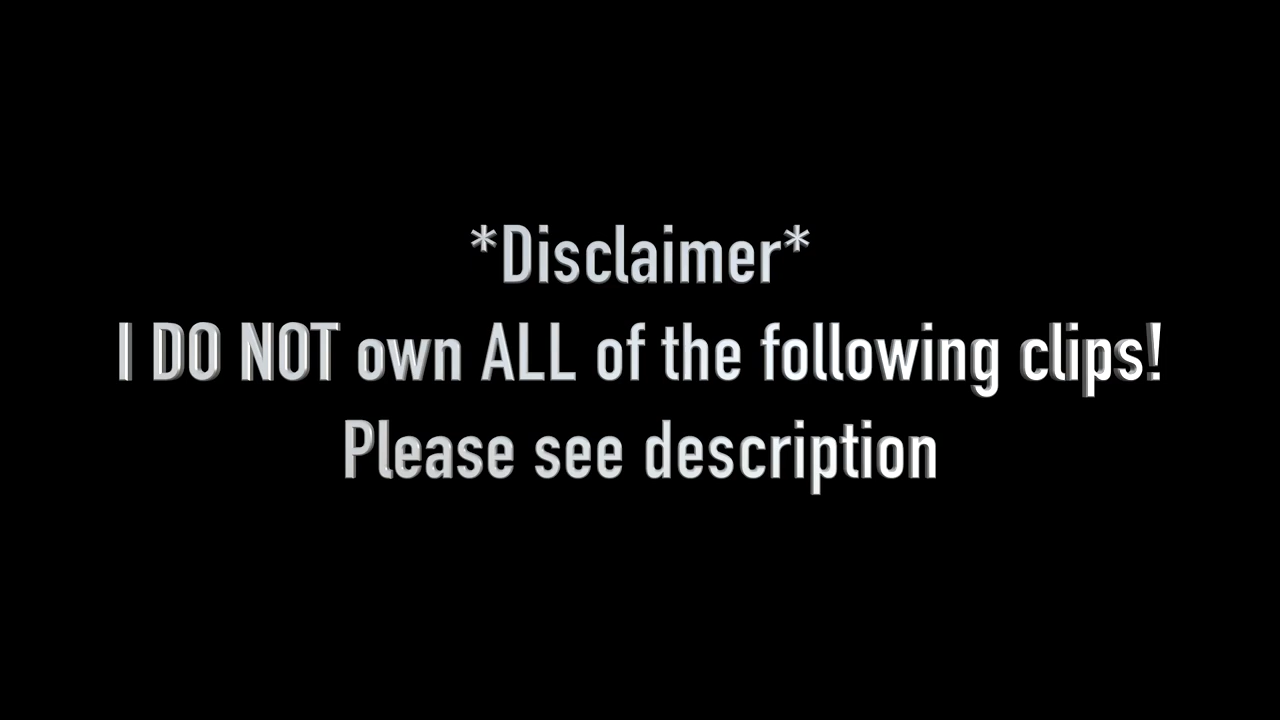 *Disclaimer*
I DO NOT own ALL of the following clips!
Please see description